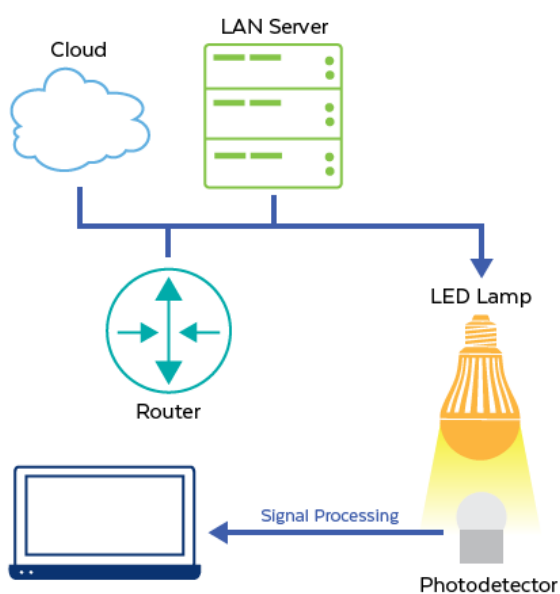 LAN Server
Cloud
LED Lamp
Router
Signal Processing
Photodetector